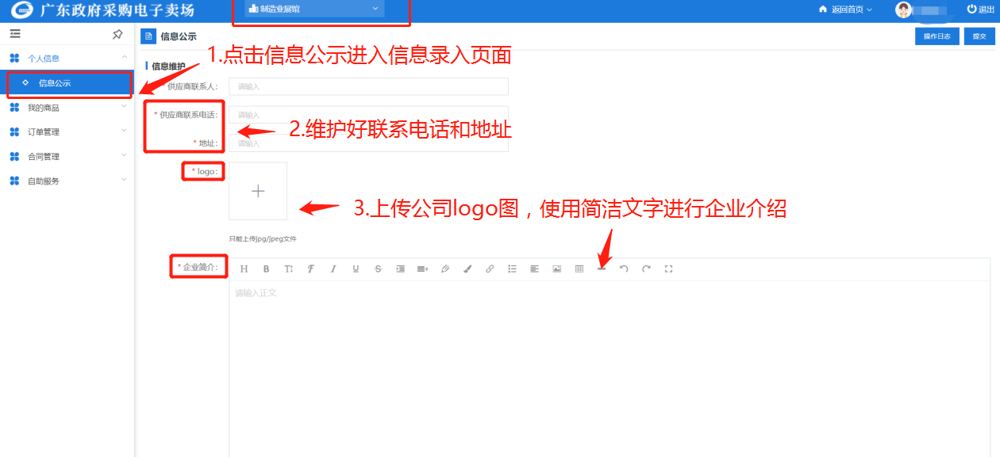 广东政府采购电子卖场
制造业展馆
返回首页
退出
信息公示
操作日志
提交
个人信息
信息公示
我的商品
订单管理
合同管理
自助服务
1.点击信息公示进入信息录入页面
信息维护
供应商联系人:
请输入
* 供应商联系电话:
请输入
2.维护好联系电话和地址
* 地址:
请输入
* logo:
3.上传公司logo图，使用简洁文字进行企业介绍
只能上传jpg/jpeg文件
* 企业简介:
请输入正文